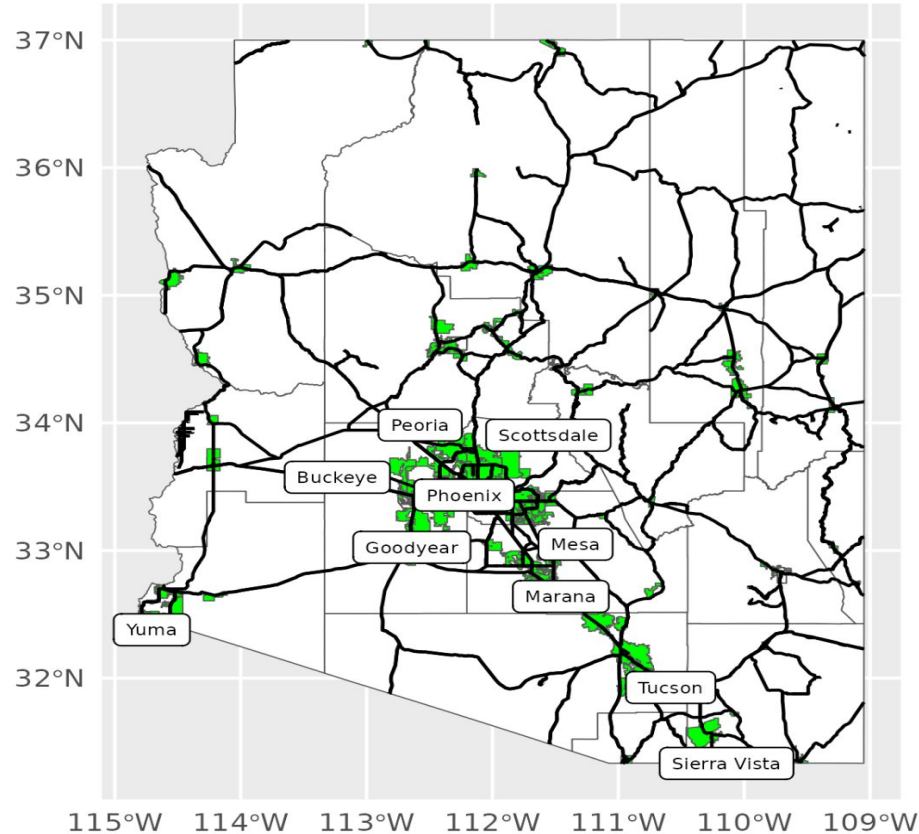 37°N
36°N
35°N
34°N
33°N
32°N
Peoria
Scottsdale
Buckeye
Phoenix
Goodyear
Mesa
Marana
Yuma
Tucson
Sierra Vista
115°W 114°W 113°W 112°W 111°W 110°W 109°W